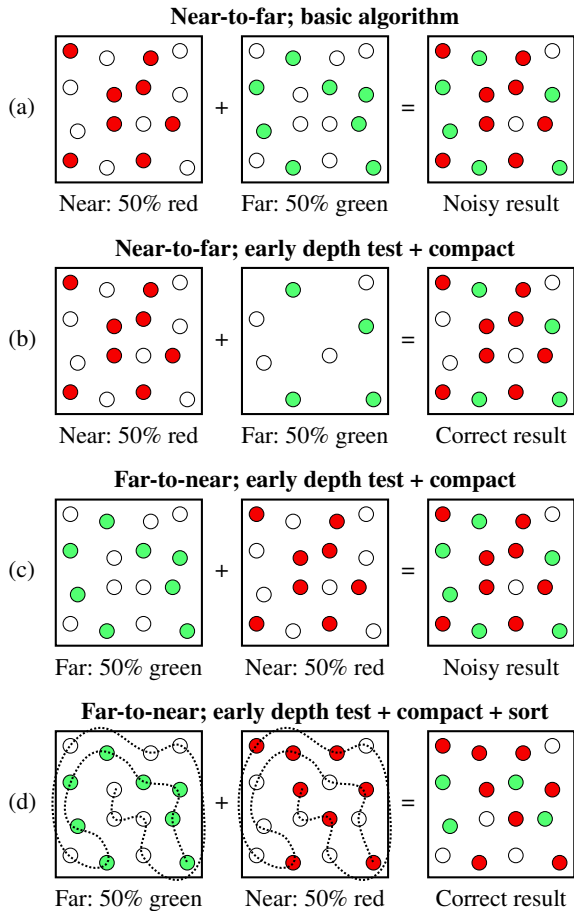 Near-to-far; basic algorithm
(a) + =
Near: 50% red Far: 50% green Noisy result
Near-to-far; early depth test + compact
(b) + =
Near: 50% red Far: 50% green Correct result
Far-to-near; early depth test + compact
(c) + =
Far: 50% green Near: 50% red Noisy result
Far-to-near; early depth test + compact + sort
(d) + =
Far: 50% green Near: 50% red Correct result